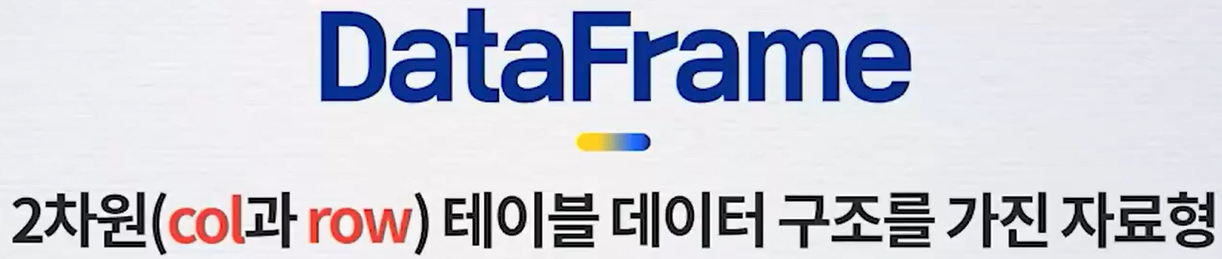 DataFrame
2차원(col과 row) 테이블 데이터 구조를 가진 자료형